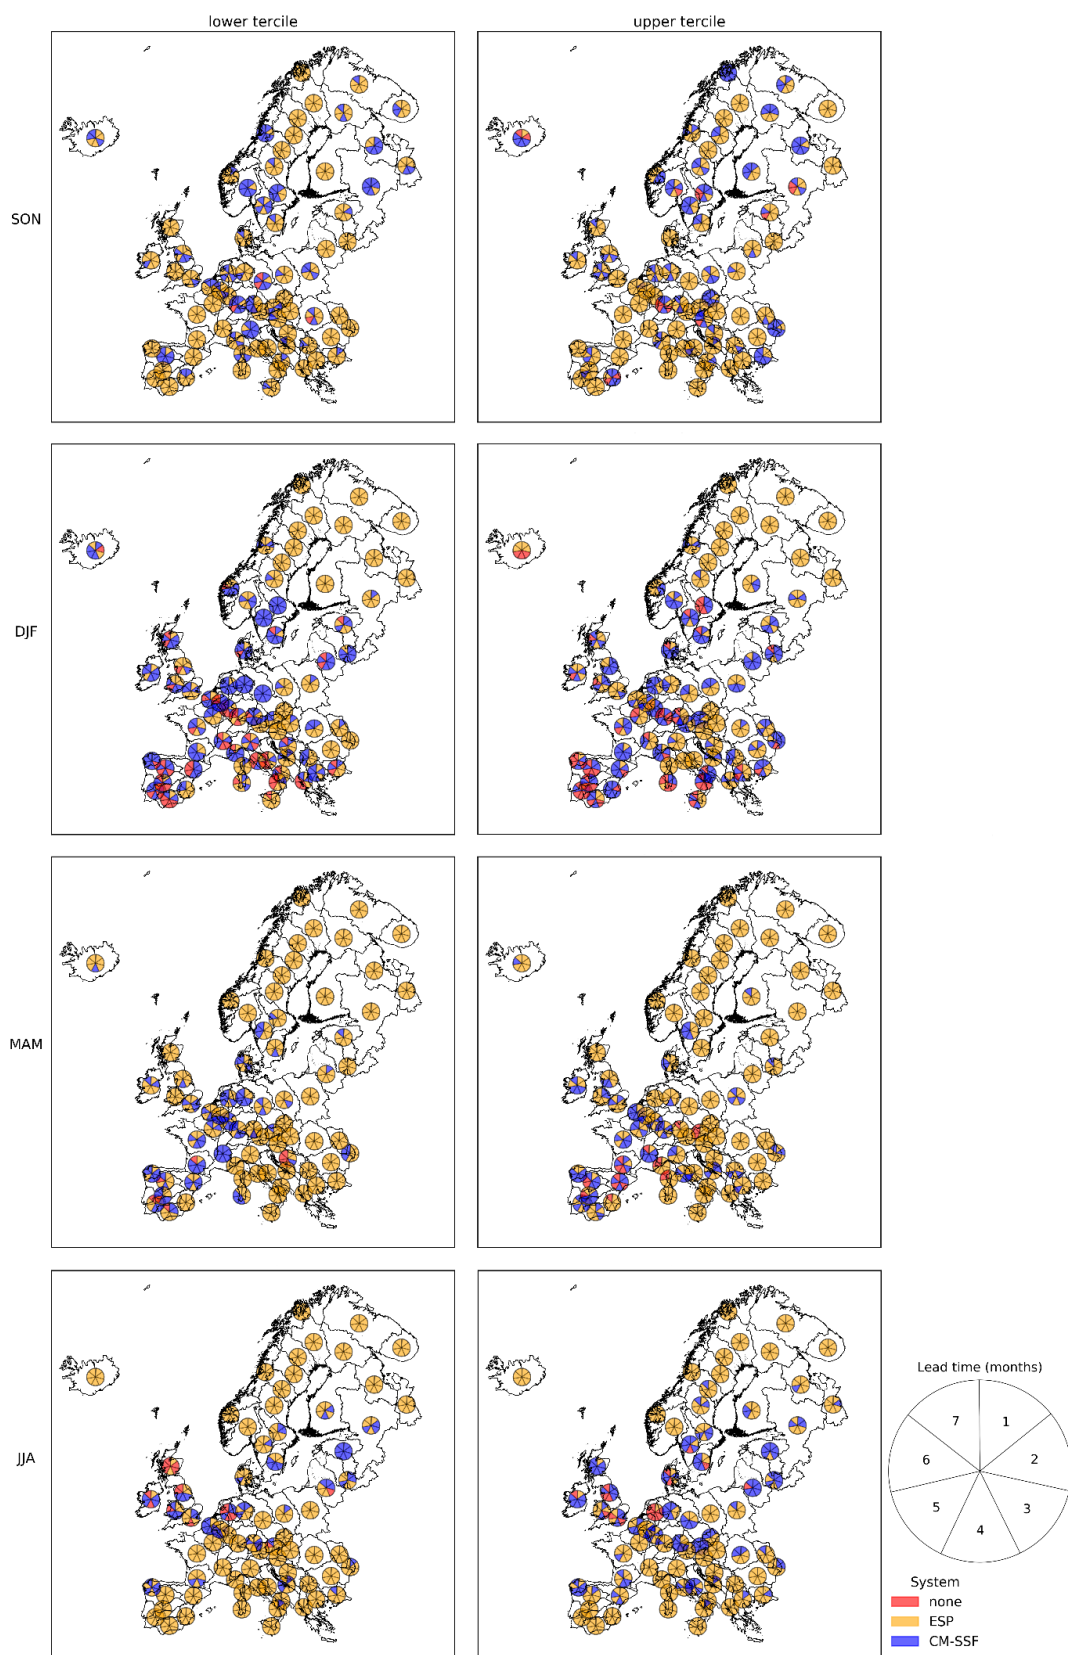 lower tercile
upper tercile
SON
DJF
MAM
JJA
Lead time (months)
7
1
6
2
5
3
4
System
none
ESP
CM-SSF